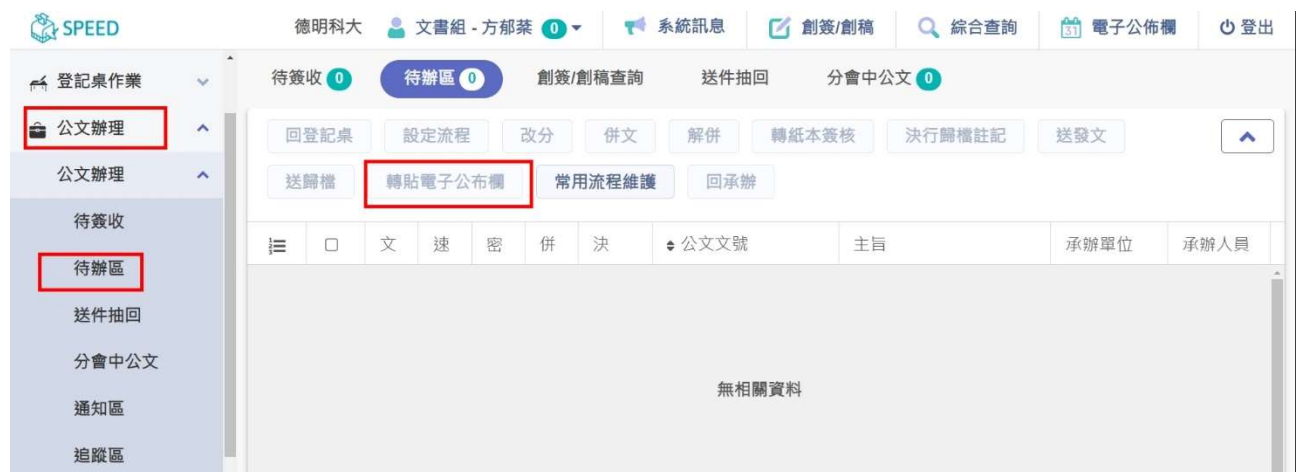 SPEED 德明科大 文書組 - 方郁棻 0 系統訊息 創簽/創稿 綜合查詢 31 電子公佈欄 登出
登記桌作業
公文辦理
公文辦理
待簽收
待辦區
送件抽回
分會中公文
通知區
追蹤區
待簽收 0 待辦區 0 創簽/創稿查詢 送件抽回 分會中公文 0
回登記桌 設定流程 改分 併文 解併 轉紙本簽核 決行歸檔註記 送發文
送歸檔 轉貼電子公布欄 常用流程維護 回承辦
文 速 密 併 決 公文文號 主旨 承辦單位 承辦人員
無相關資料